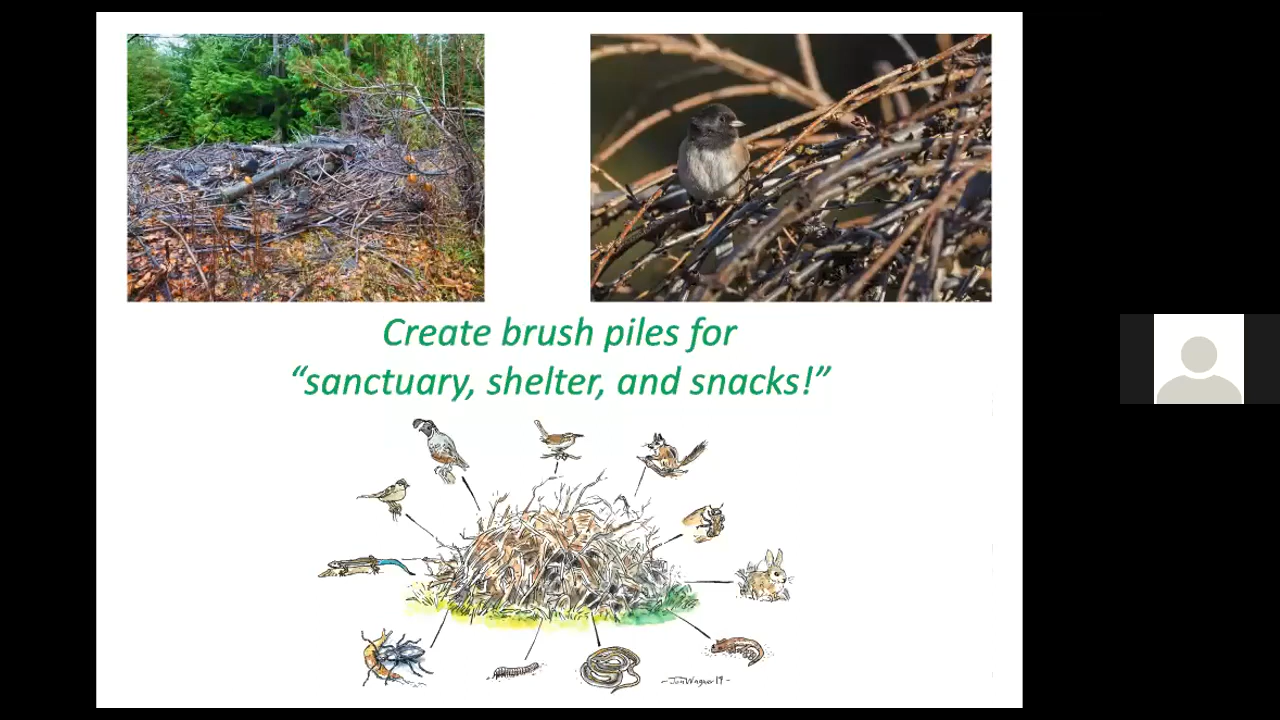 Create brush piles for
“sanctuary, shelter, and snacks!”